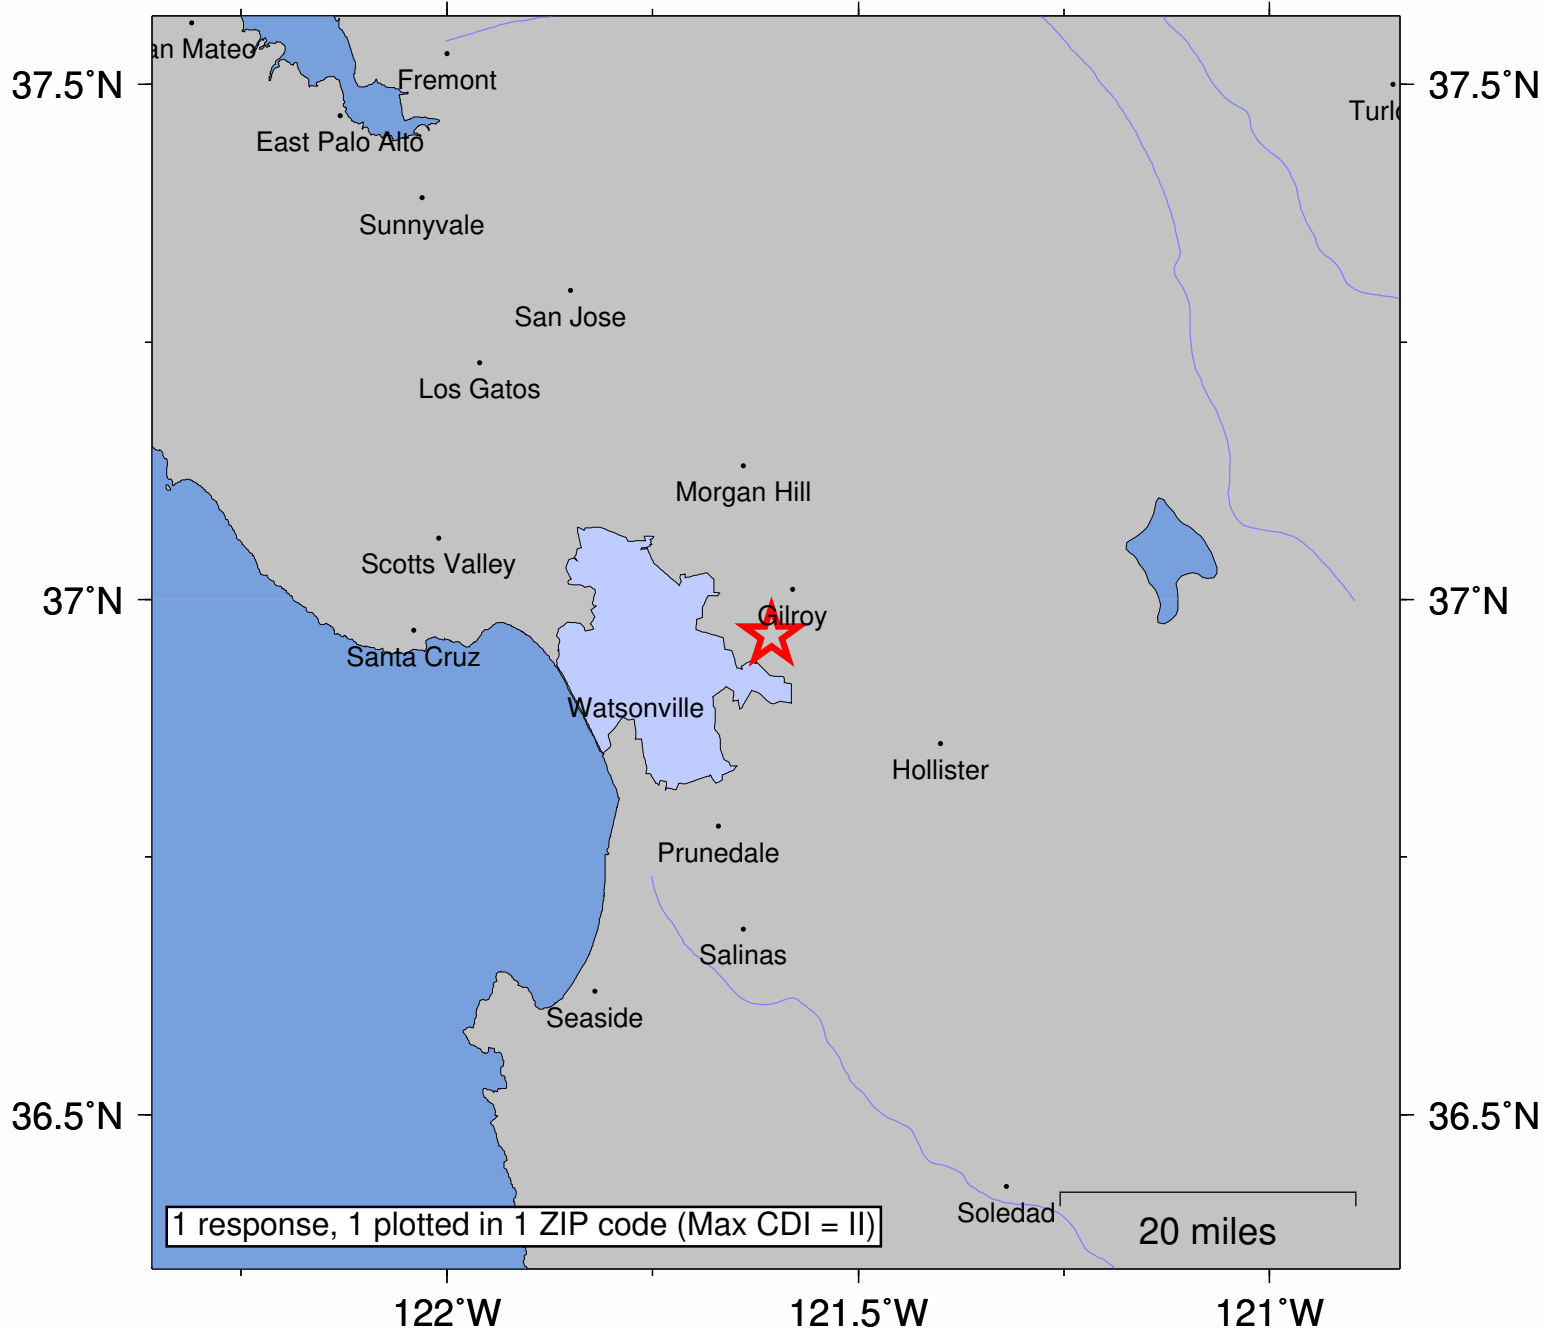 an Mateo
Fremont
37.5°N
37.5°N
Turlo
East Palo Alto
Sunnyvale
San Jose
Los Gatos
Morgan Hill
Scotts Valley
37°N
Gilroy
37°N
Santa Cruz
Watsonville
Hollister
Prunedale
Salinas
Seaside
36.5°N
36.5°N
Soledad
1 response, 1 plotted in 1 ZIP code (Max CDI = II)
20 miles
122°W
121.5°W
121°W